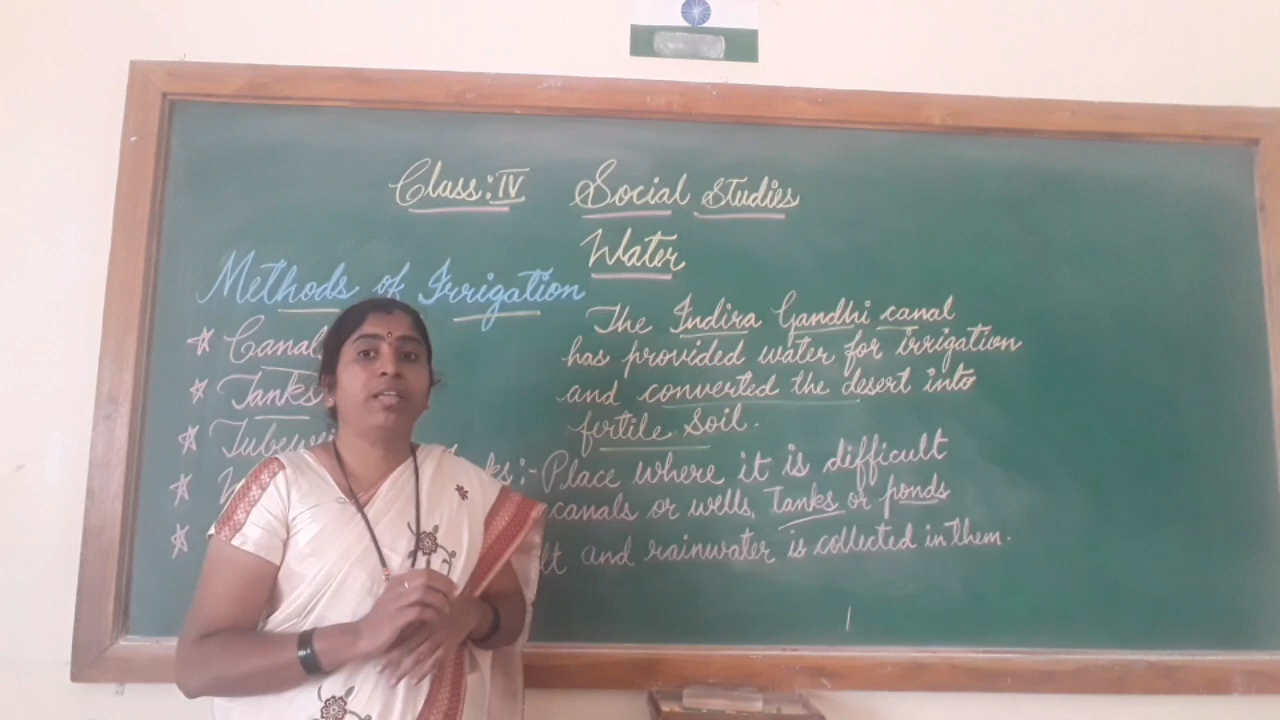 Class: IV Social Studies
Water
Methods of Irrigation
Canal
Tanks
The Indira Gandhi canal
has provided water for irrigation
and converted the desert into
fertile soil.
:- Place where it is difficult
canals or wells, Tanks or ponds
and rainwater is collected in them.